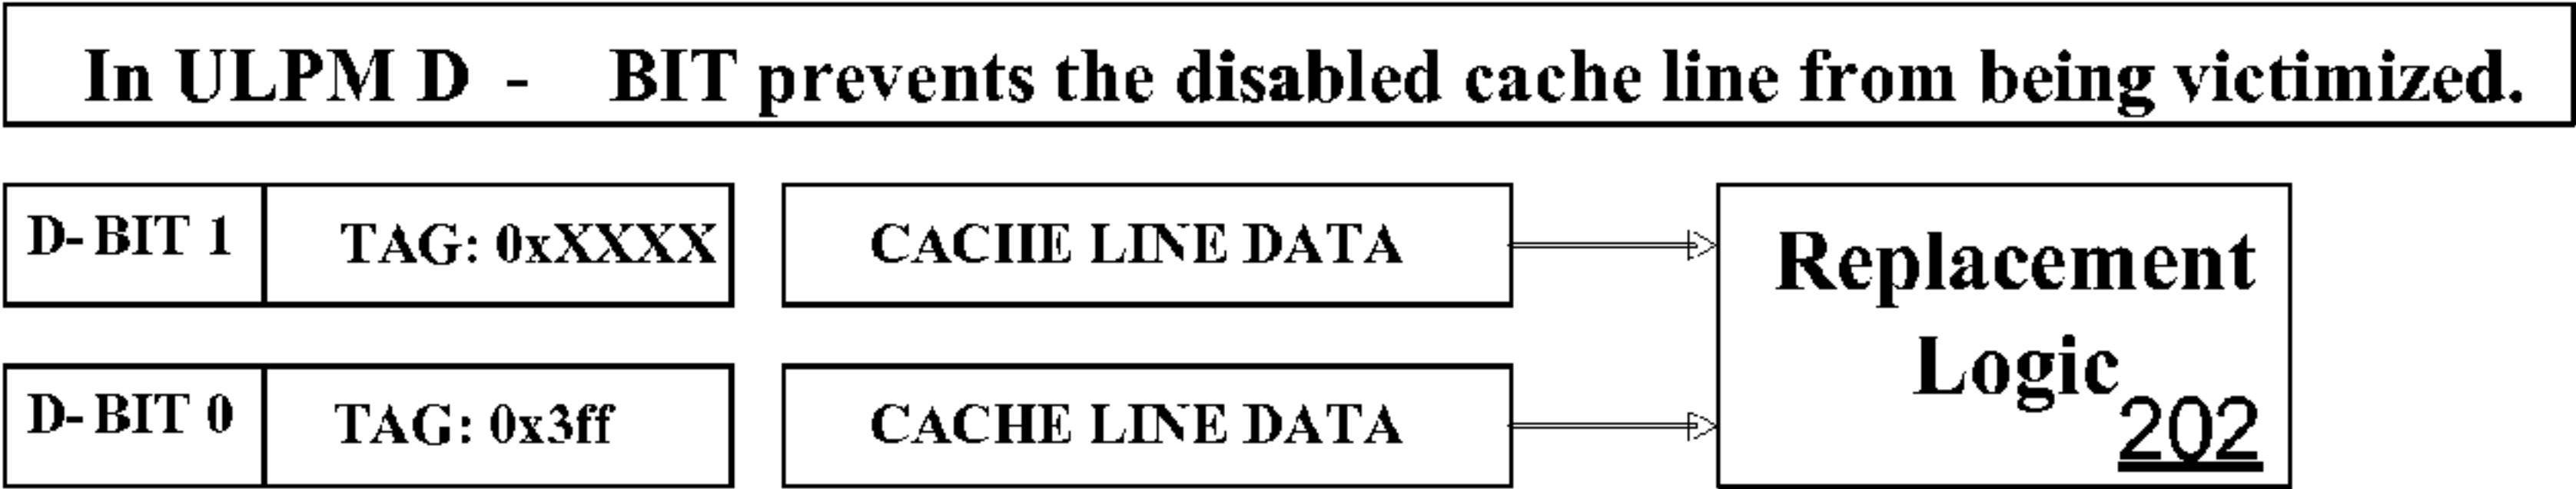 In ULPM D - BIT prevents the disabled cache line from being victimized.
D-BIT 1 TAG: 0xXXXX CACHE LINE DATA
Replacement
Logic
202
D-BIT 0 TAG: 0x3ff CACHE LINE DATA